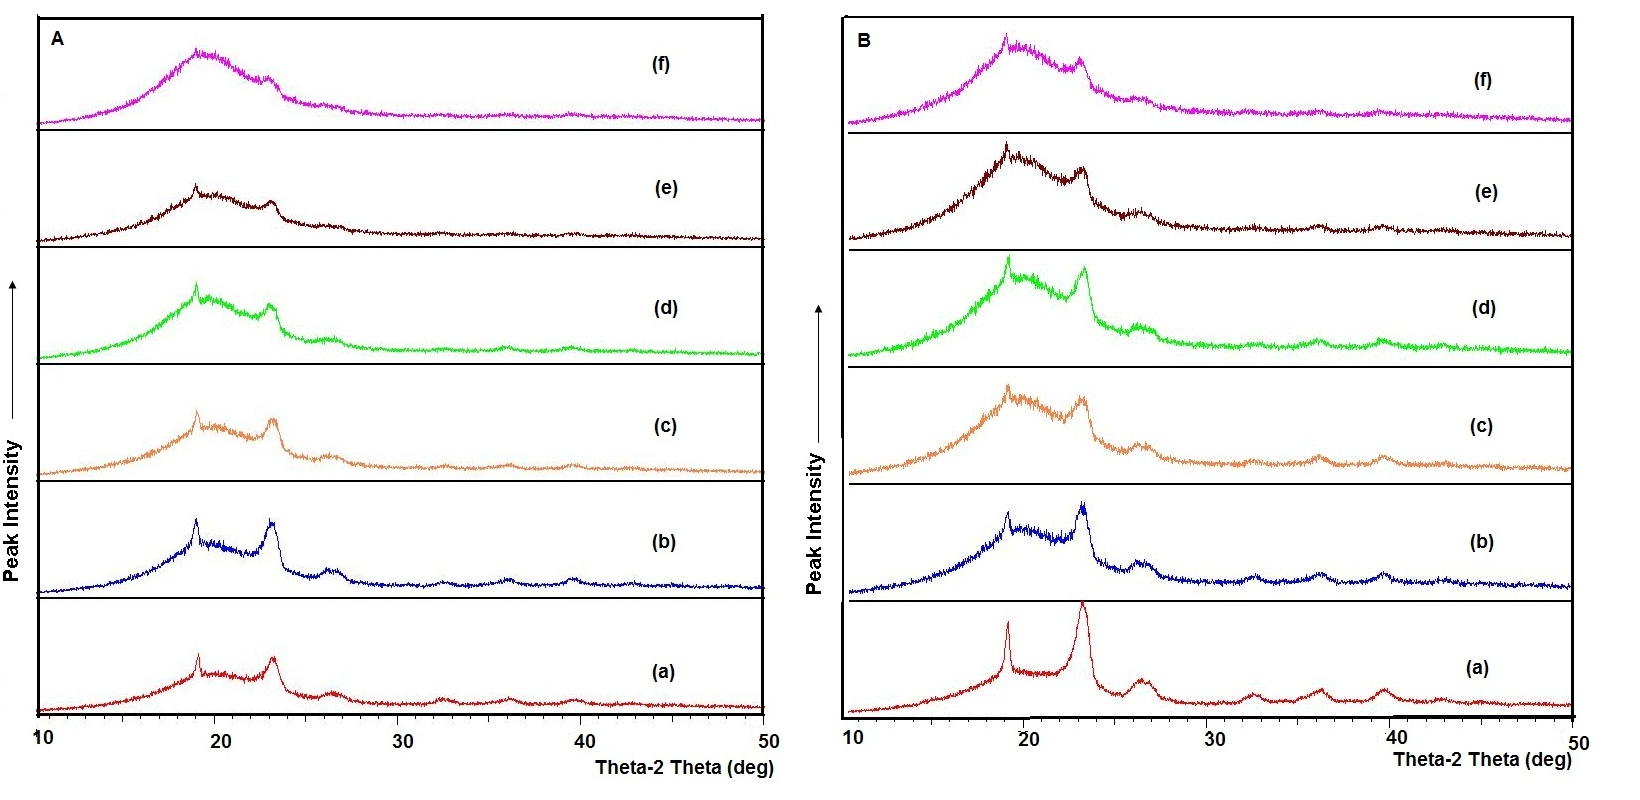 A
(f)
(e)
(d)
(c)
(b)
(a)
Peak Intensity
10 20 30 40 50
Theta-2 Theta (deg)
B
(f)
(e)
(d)
(c)
(b)
(a)
Peak Intensity
10 20 30 40 50
Theta-2 Theta (deg)